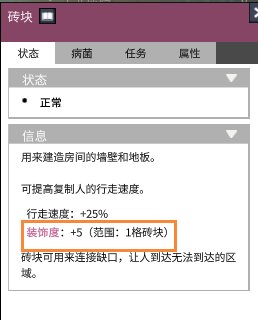 砖块
状态 病菌 任务 属性
状态
• 正常
信息
用来建造房间的墙壁和地板。
可提高复制人的行走速度。
行走速度：+25%
装饰度：+5（范围：1格砖块）
砖块可用来连接缺口，让人到达无法到达的区
域。